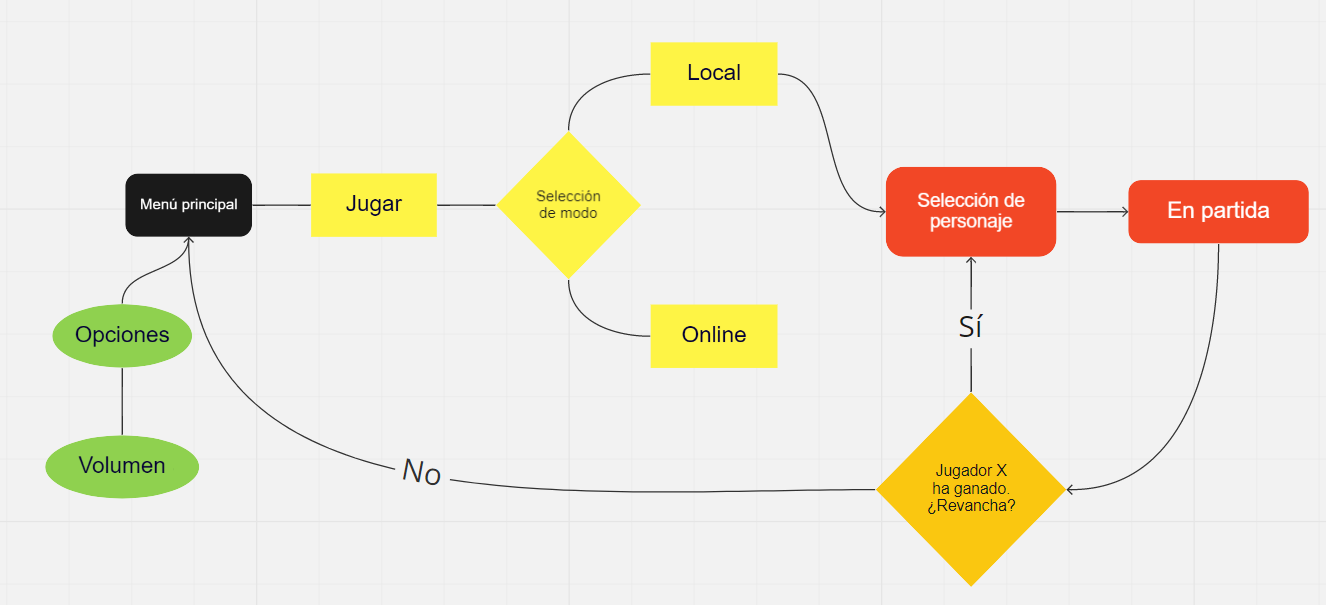 Local
Menú principal
Jugar
Selección
de modo
Selección de
personaje
En partida
Opciones
Online
Sí
Volumen
No
Jugador X
ha ganado.
¿Revancha?